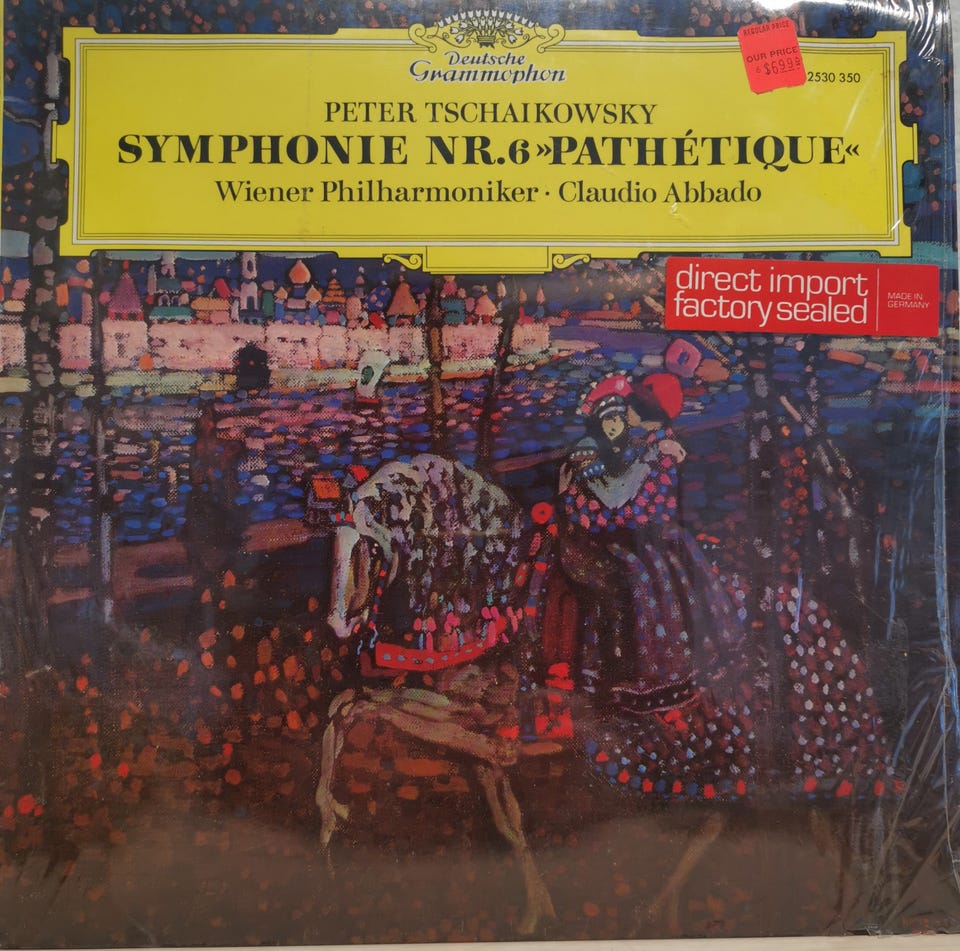 Deutsche
Grammophon
REGULAR PRICE
OUR PRICE
$6.99
2530 350
PETER TSCHAIKOWSKY
SYMPHONIE NR.6 »PATHÉTIQUE«
Wiener Philharmoniker · Claudio Abbado
direct import
factory sealed
MADE IN
GERMANY